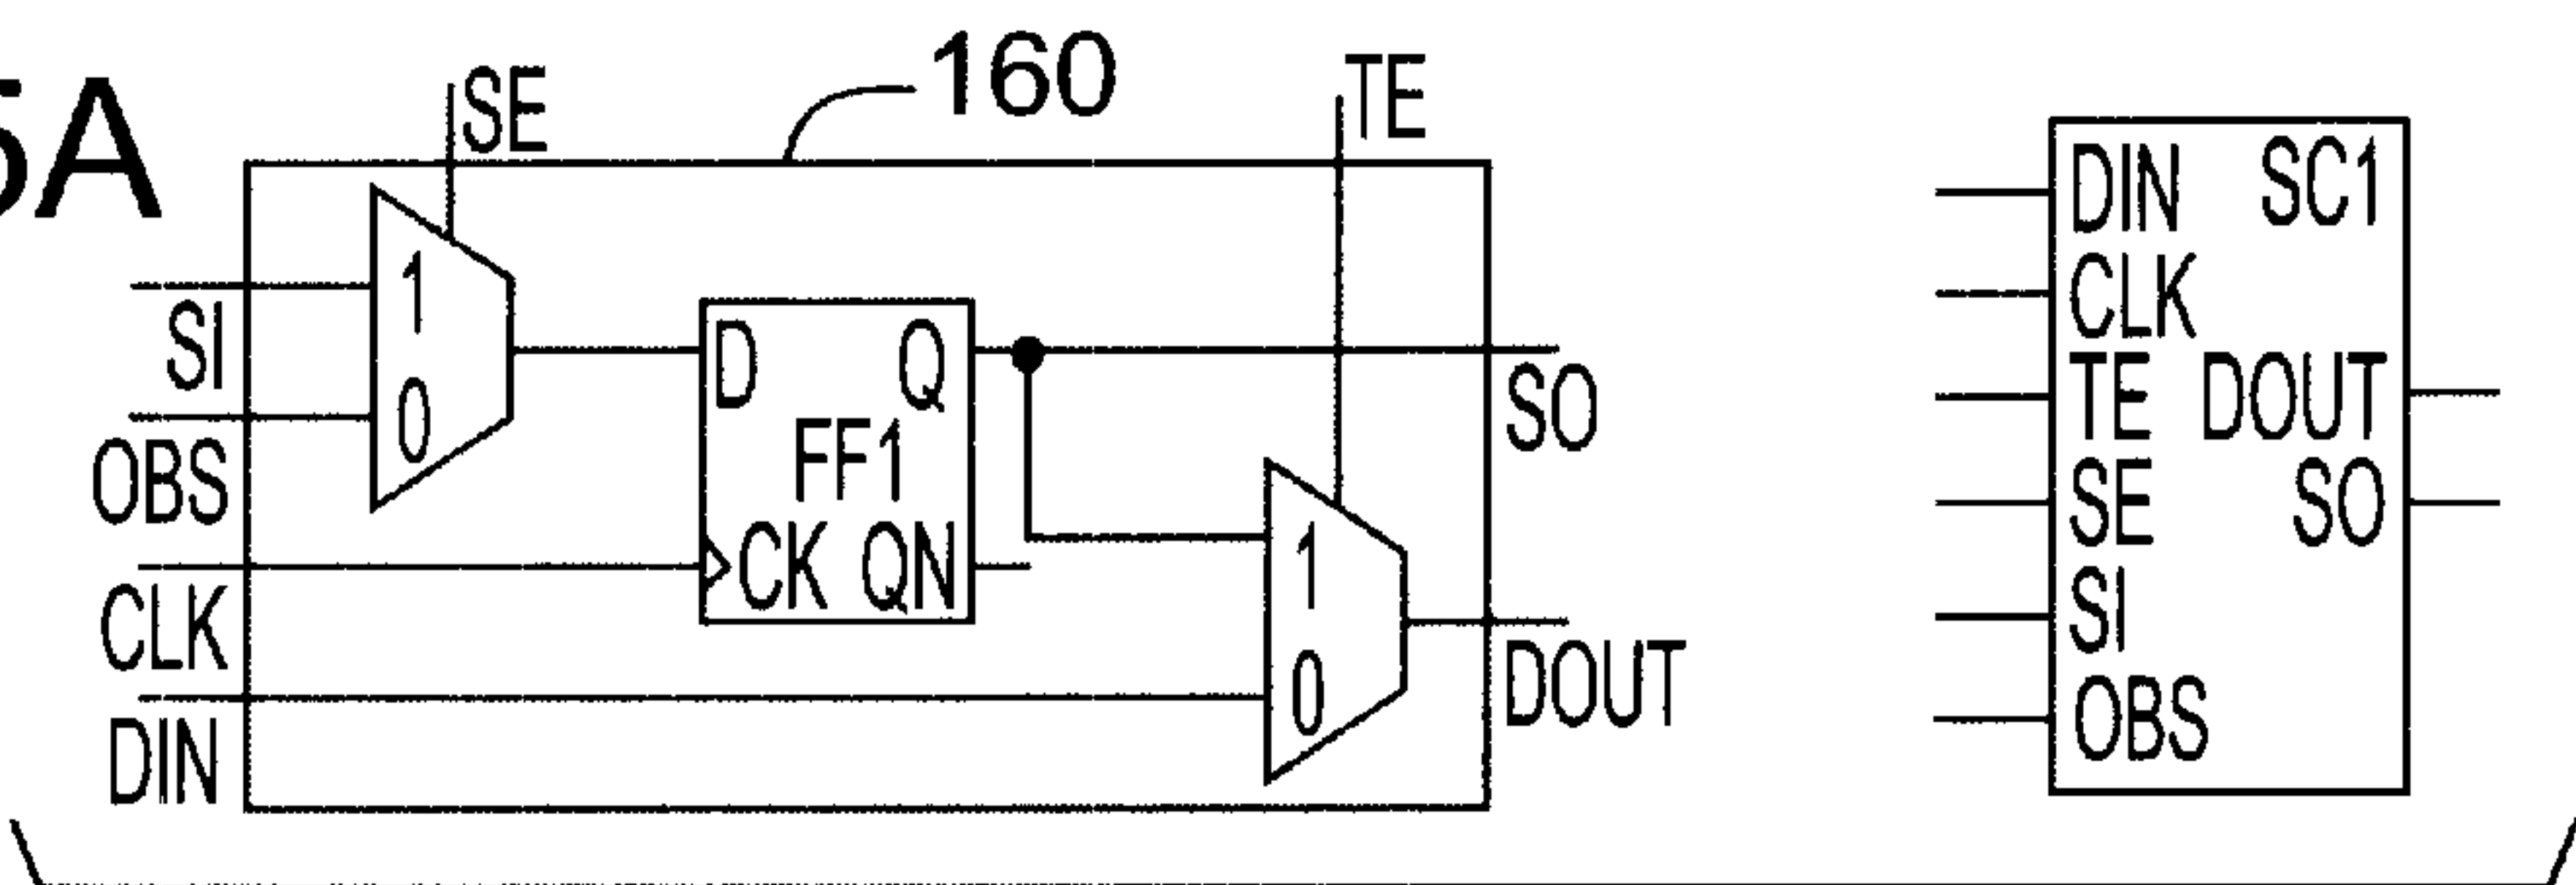 5A
SE
160
TE
SI
1
0
OBS
D
Q
FF1
CK
QN
SO
CLK
1
0
DIN
DOUT
DIN
SC1
CLK
TE
DOUT
SE
SO
SI
OBS